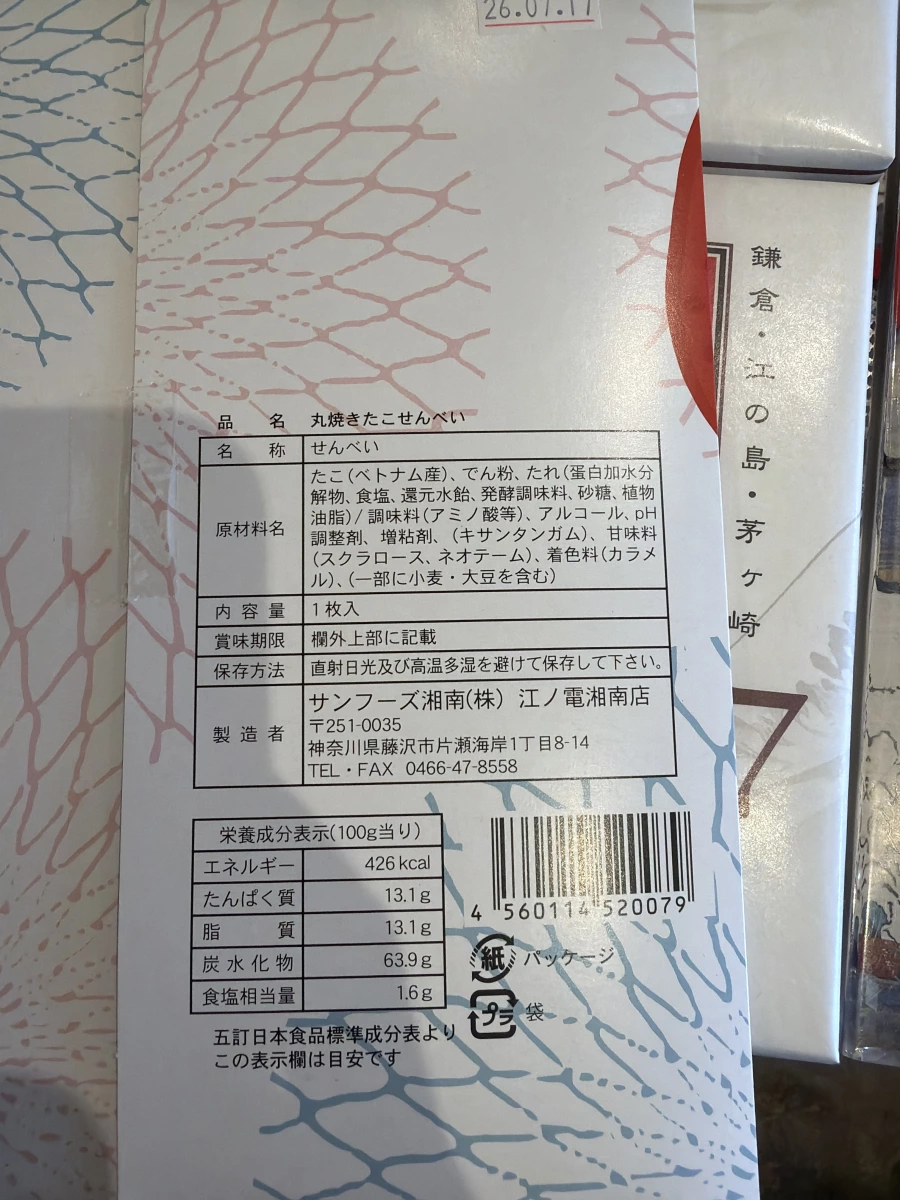 26.07.17
品名 丸焼きたこせんべい
名称 せんべい
原材料名 たこ(ベトナム産)、でん粉、たれ(蛋白加水分
解物、食塩、還元水飴、発酵調味料、砂糖、植物
油脂)/調味料(アミノ酸等)、アルコール、pH
調整剤、増粘剤、(キサンタンガム)、甘味料
(スクラロース、ネオテーム)、着色料(カラメ
ル)、(一部に小麦・大豆を含む)
内容量 1枚入
賞味期限 欄外上部に記載
保存方法 直射日光及び高温多湿を避けて保存して下さい。
製造者 サンフーズ湘南(株) 江ノ電湘南店
〒251-0035
神奈川県藤沢市片瀬海岸1丁目8-14
TEL・FAX 0466-47-8558
栄養成分表示(100g当り)
エネルギー 426kcal
たんぱく質 13.1g
脂質 13.1g
炭水化物 63.9g
食塩相当量 1.6g
五訂日本食品標準成分表より
この表示欄は目安です
4 560114 520079
紙 パッケージ
プラ 袋
鎌倉・江の島・茅ヶ崎